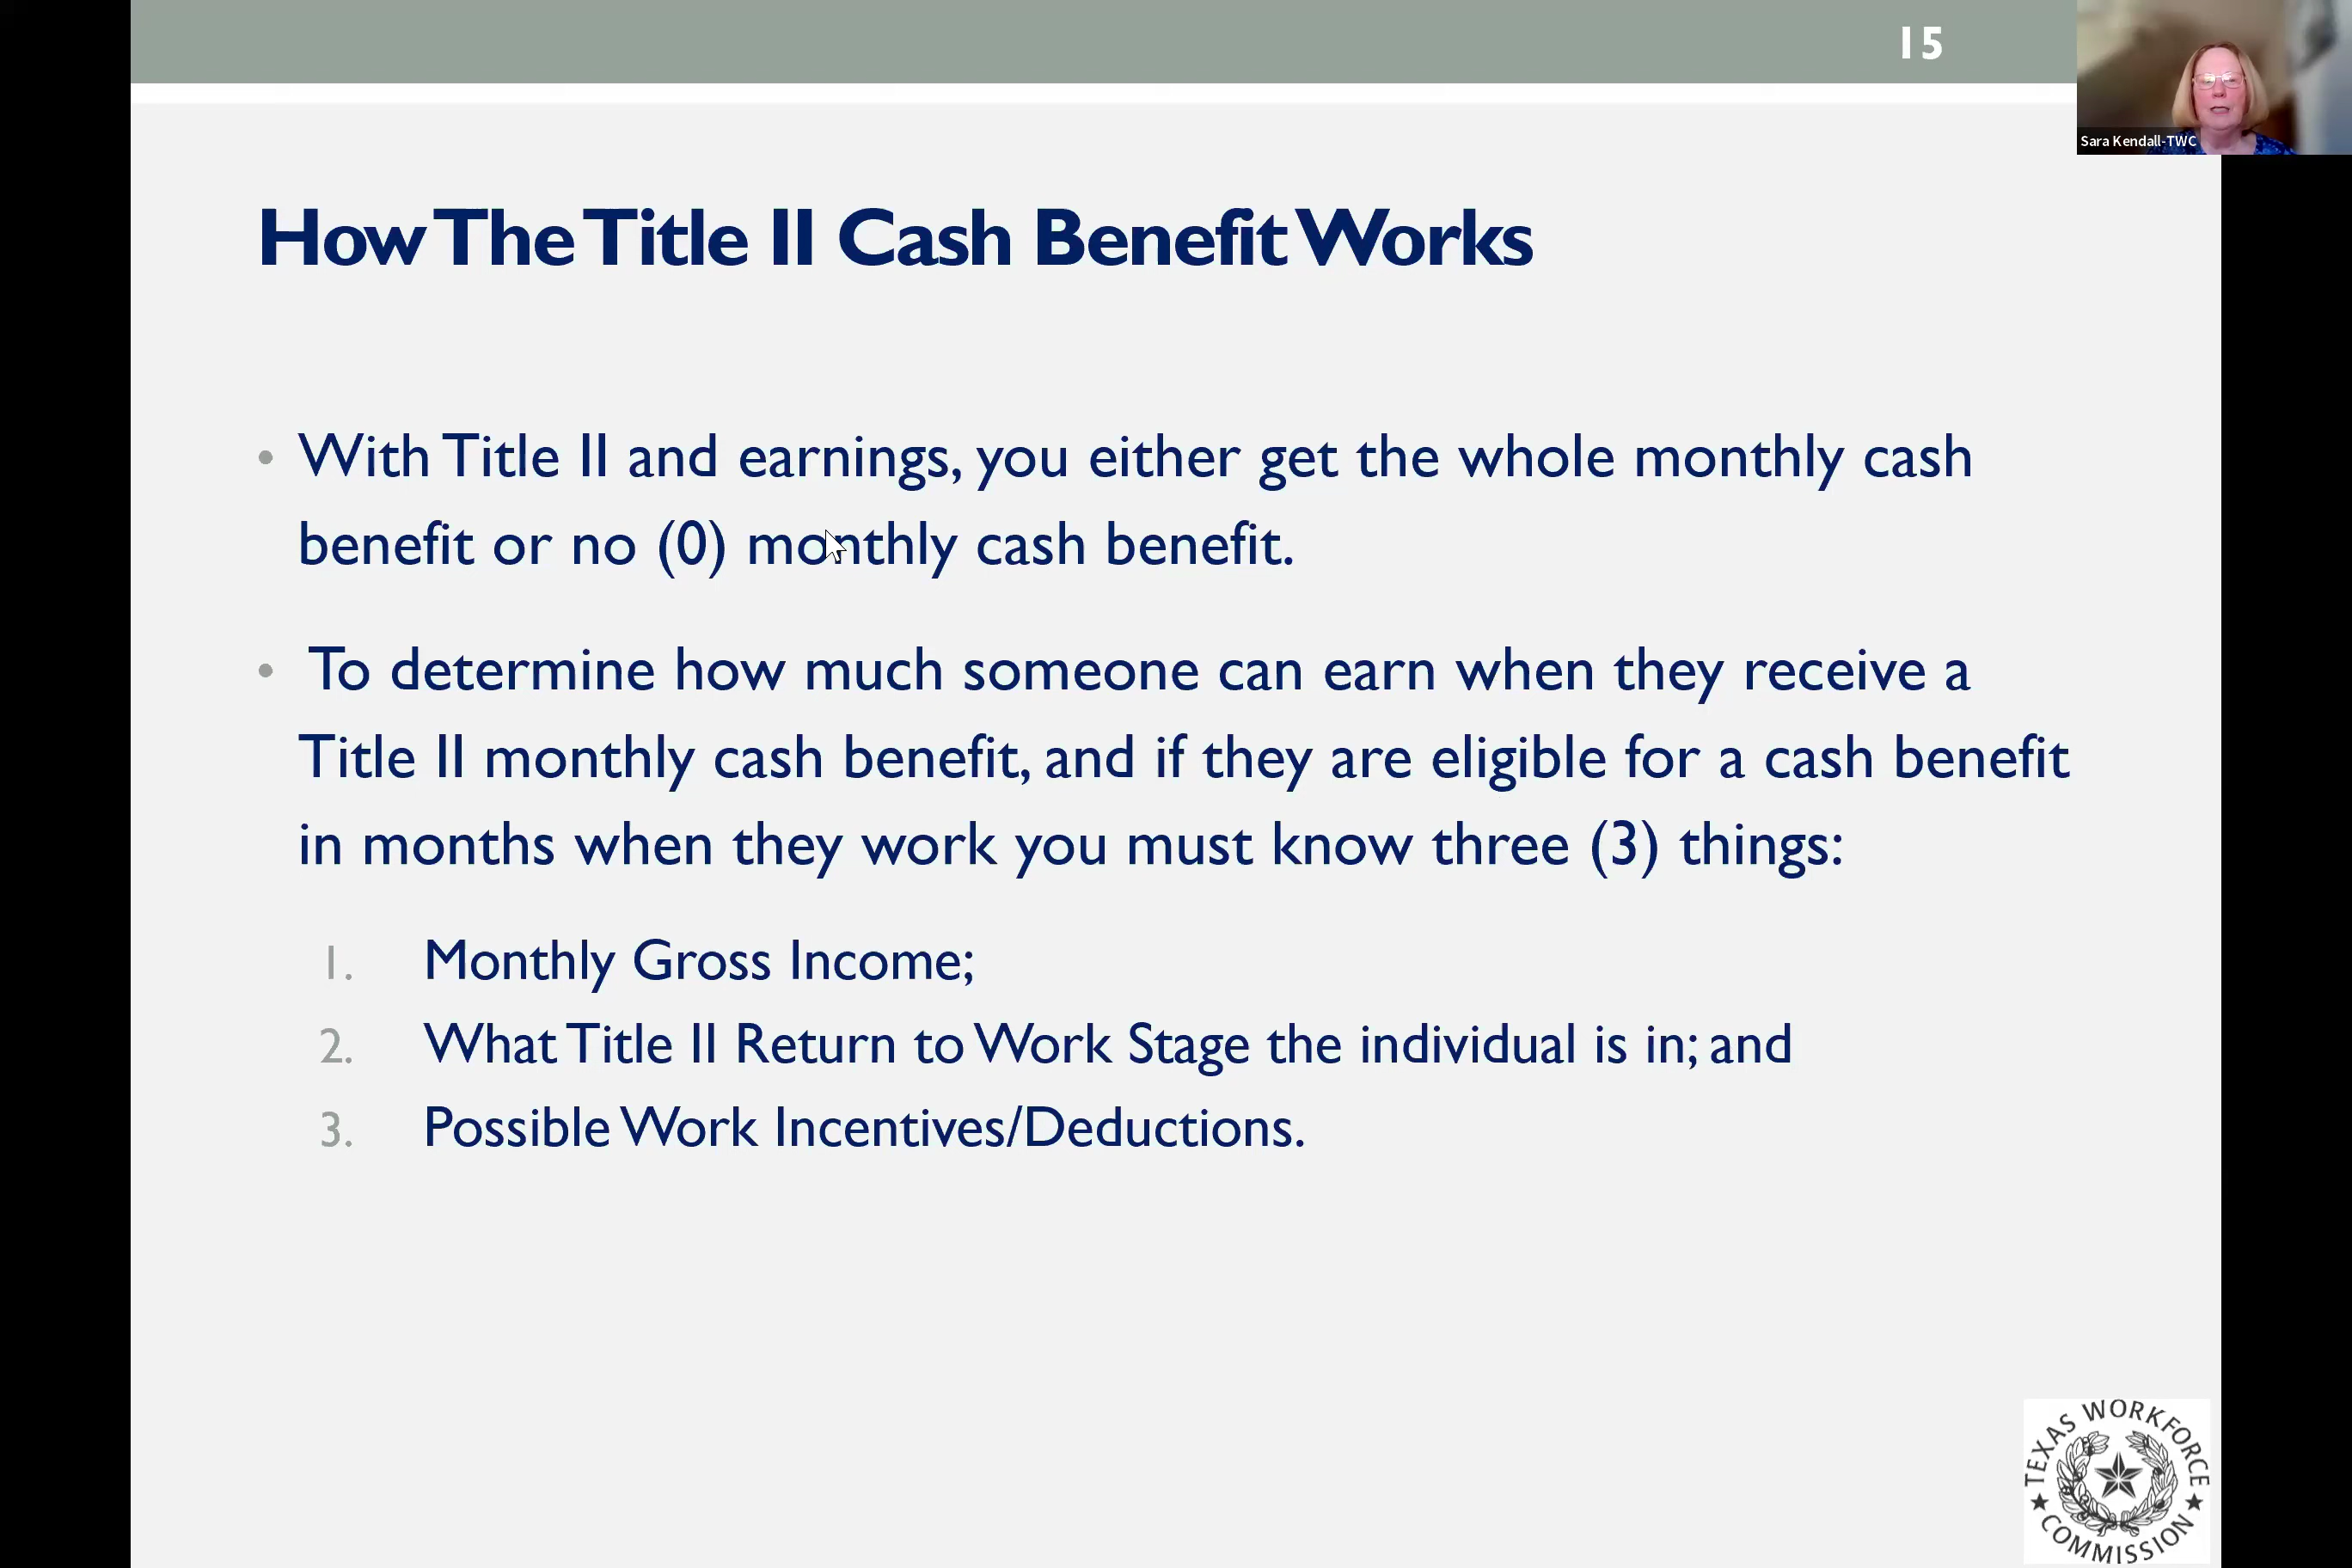 15
Sara Kendall-TWC
How The Title II Cash Benefit Works
• With Title II and earnings, you either get the whole monthly cash
benefit or no (0) monthly cash benefit.
• To determine how much someone can earn when they receive a
Title II monthly cash benefit, and if they are eligible for a cash benefit
in months when they work you must know three (3) things:
1. Monthly Gross Income;
2. What Title II Return to Work Stage the individual is in; and
3. Possible Work Incentives/Deductions.
TEXAS WORKFORCE
COMMISSION